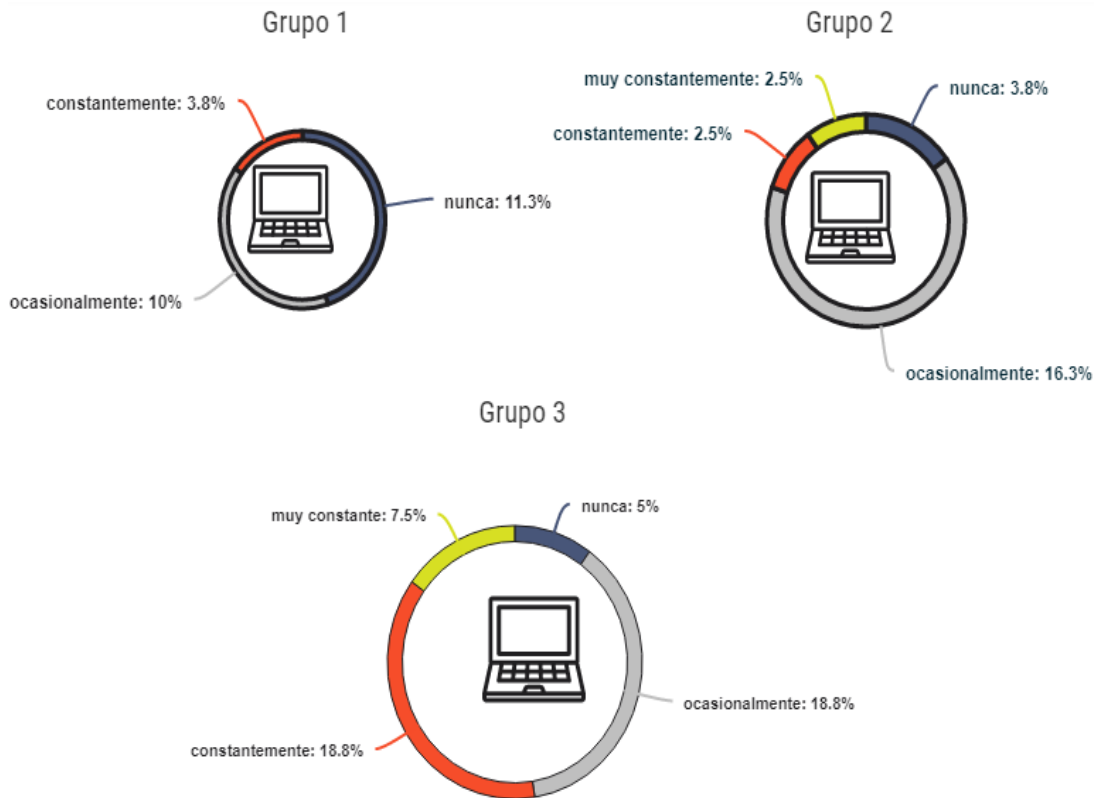 Grupo 1
constantemente: 3.8%
nunca: 11.3%
ocasionalmente: 10%
Grupo 2
muy constantemente: 2.5%
nunca: 3.8%
constantemente: 2.5%
ocasionalmente: 16.3%
Grupo 3
muy constante: 7.5%
nunca: 5%
ocasionalmente: 18.8%
constantemente: 18.8%